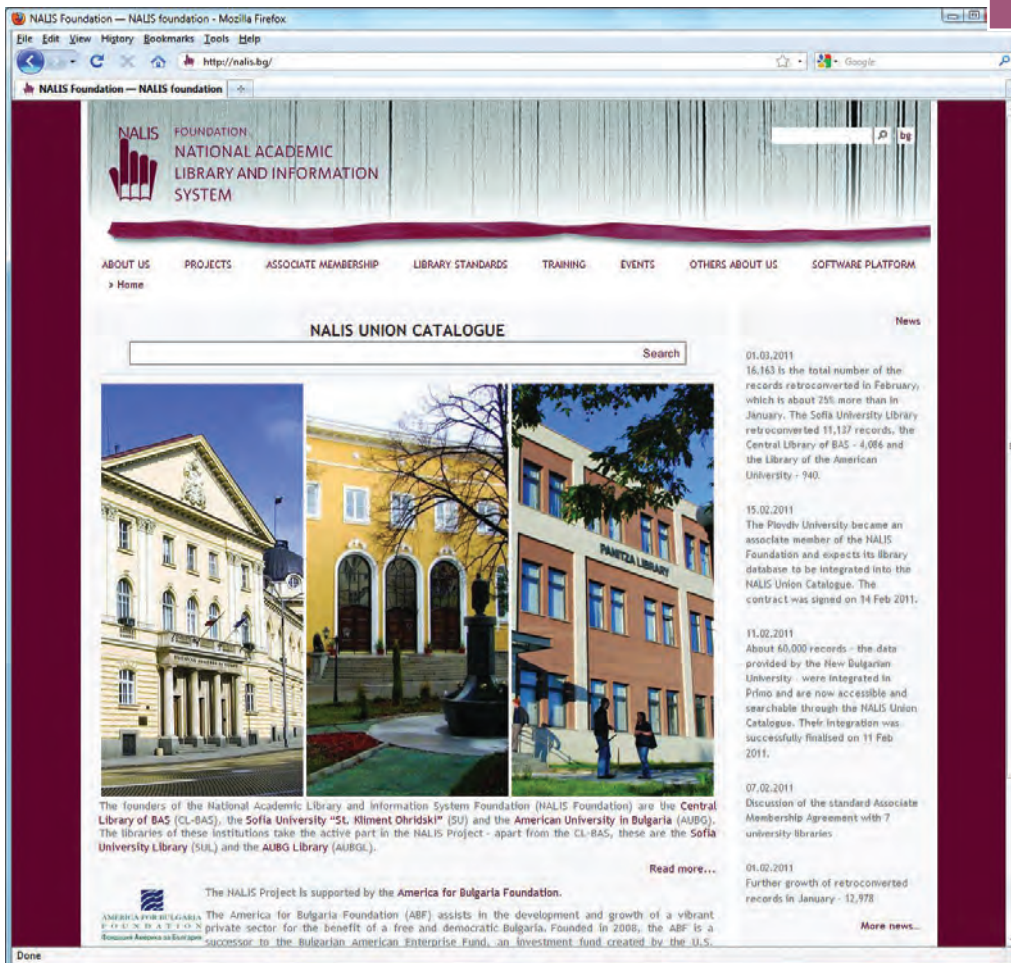 NALIS Foundation — NALIS foundation - Mozilla Firefox
File Edit View History Bookmarks Tools Help
http://nalis.bg/
Google
NALIS Foundation — NALIS foundation
NALIS
FOUNDATION
NATIONAL ACADEMIC
LIBRARY AND INFORMATION
SYSTEM
bg
ABOUT US PROJECTS ASSOCIATE MEMBERSHIP LIBRARY STANDARDS TRAINING EVENTS OTHERS ABOUT US SOFTWARE PLATFORM
› Home
NALIS UNION CATALOGUE
Search
PANITZA LIBRARY
The founders of the National Academic Library and Information System Foundation (NALIS Foundation) are the Central
Library of BAS (CL-BAS), the Sofia University "St. Kliment Ohridski" (SU) and the American University in Bulgaria (AUBG).
The libraries of these institutions take the active part in the NALIS Project - apart from the CL-BAS, these are the Sofia
University Library (SUL) and the AUBG Library (AUBGL).
Read more...
AMERICA FOR BULGARIA
FOUNDATION
Фондация Америка за България
The NALIS Project is supported by the America for Bulgaria Foundation.
The America for Bulgaria Foundation (ABF) assists in the development and growth of a vibrant
private sector for the benefit of a free and democratic Bulgaria. Founded in 2008, the ABF is a
successor to the Bulgarian American Enterprise Fund, an investment fund created by the U.S.
News
01.03.2011
16,163 is the total number of the
records retroconverted in February,
which is about 25% more than in
January. The Sofia University Library
retroconverted 11,137 records, the
Central Library of BAS - 4,086 and
the Library of the American
University - 940.
15.02.2011
The Plovdiv University became an
associate member of the NALIS
Foundation and expects its library
database to be integrated into the
NALIS Union Catalogue. The
contract was signed on 14 Feb 2011.
11.02.2011
About 60,000 records - the data
provided by the New Bulgarian
University - were integrated in
Primo and are now accessible and
searchable through the NALIS Union
Catalogue. Their integration was
successfully finalised on 11 Feb
2011.
07.02.2011
Discussion of the standard Associate
Membership Agreement with 7
university libraries
01.02.2011
Further growth of retroconverted
records in January - 12,978
More news...
Done